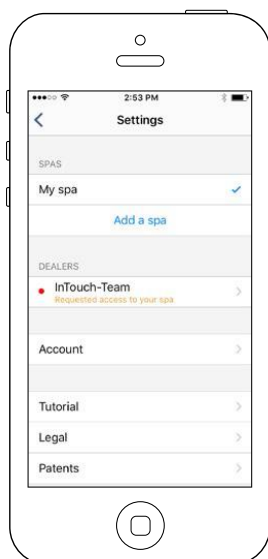 2:53 PM
Settings
SPAS
My spa
Add a spa
DEALERS
InTouch-Team
Requested access to your spa
Account
Tutorial
Legal
Patents